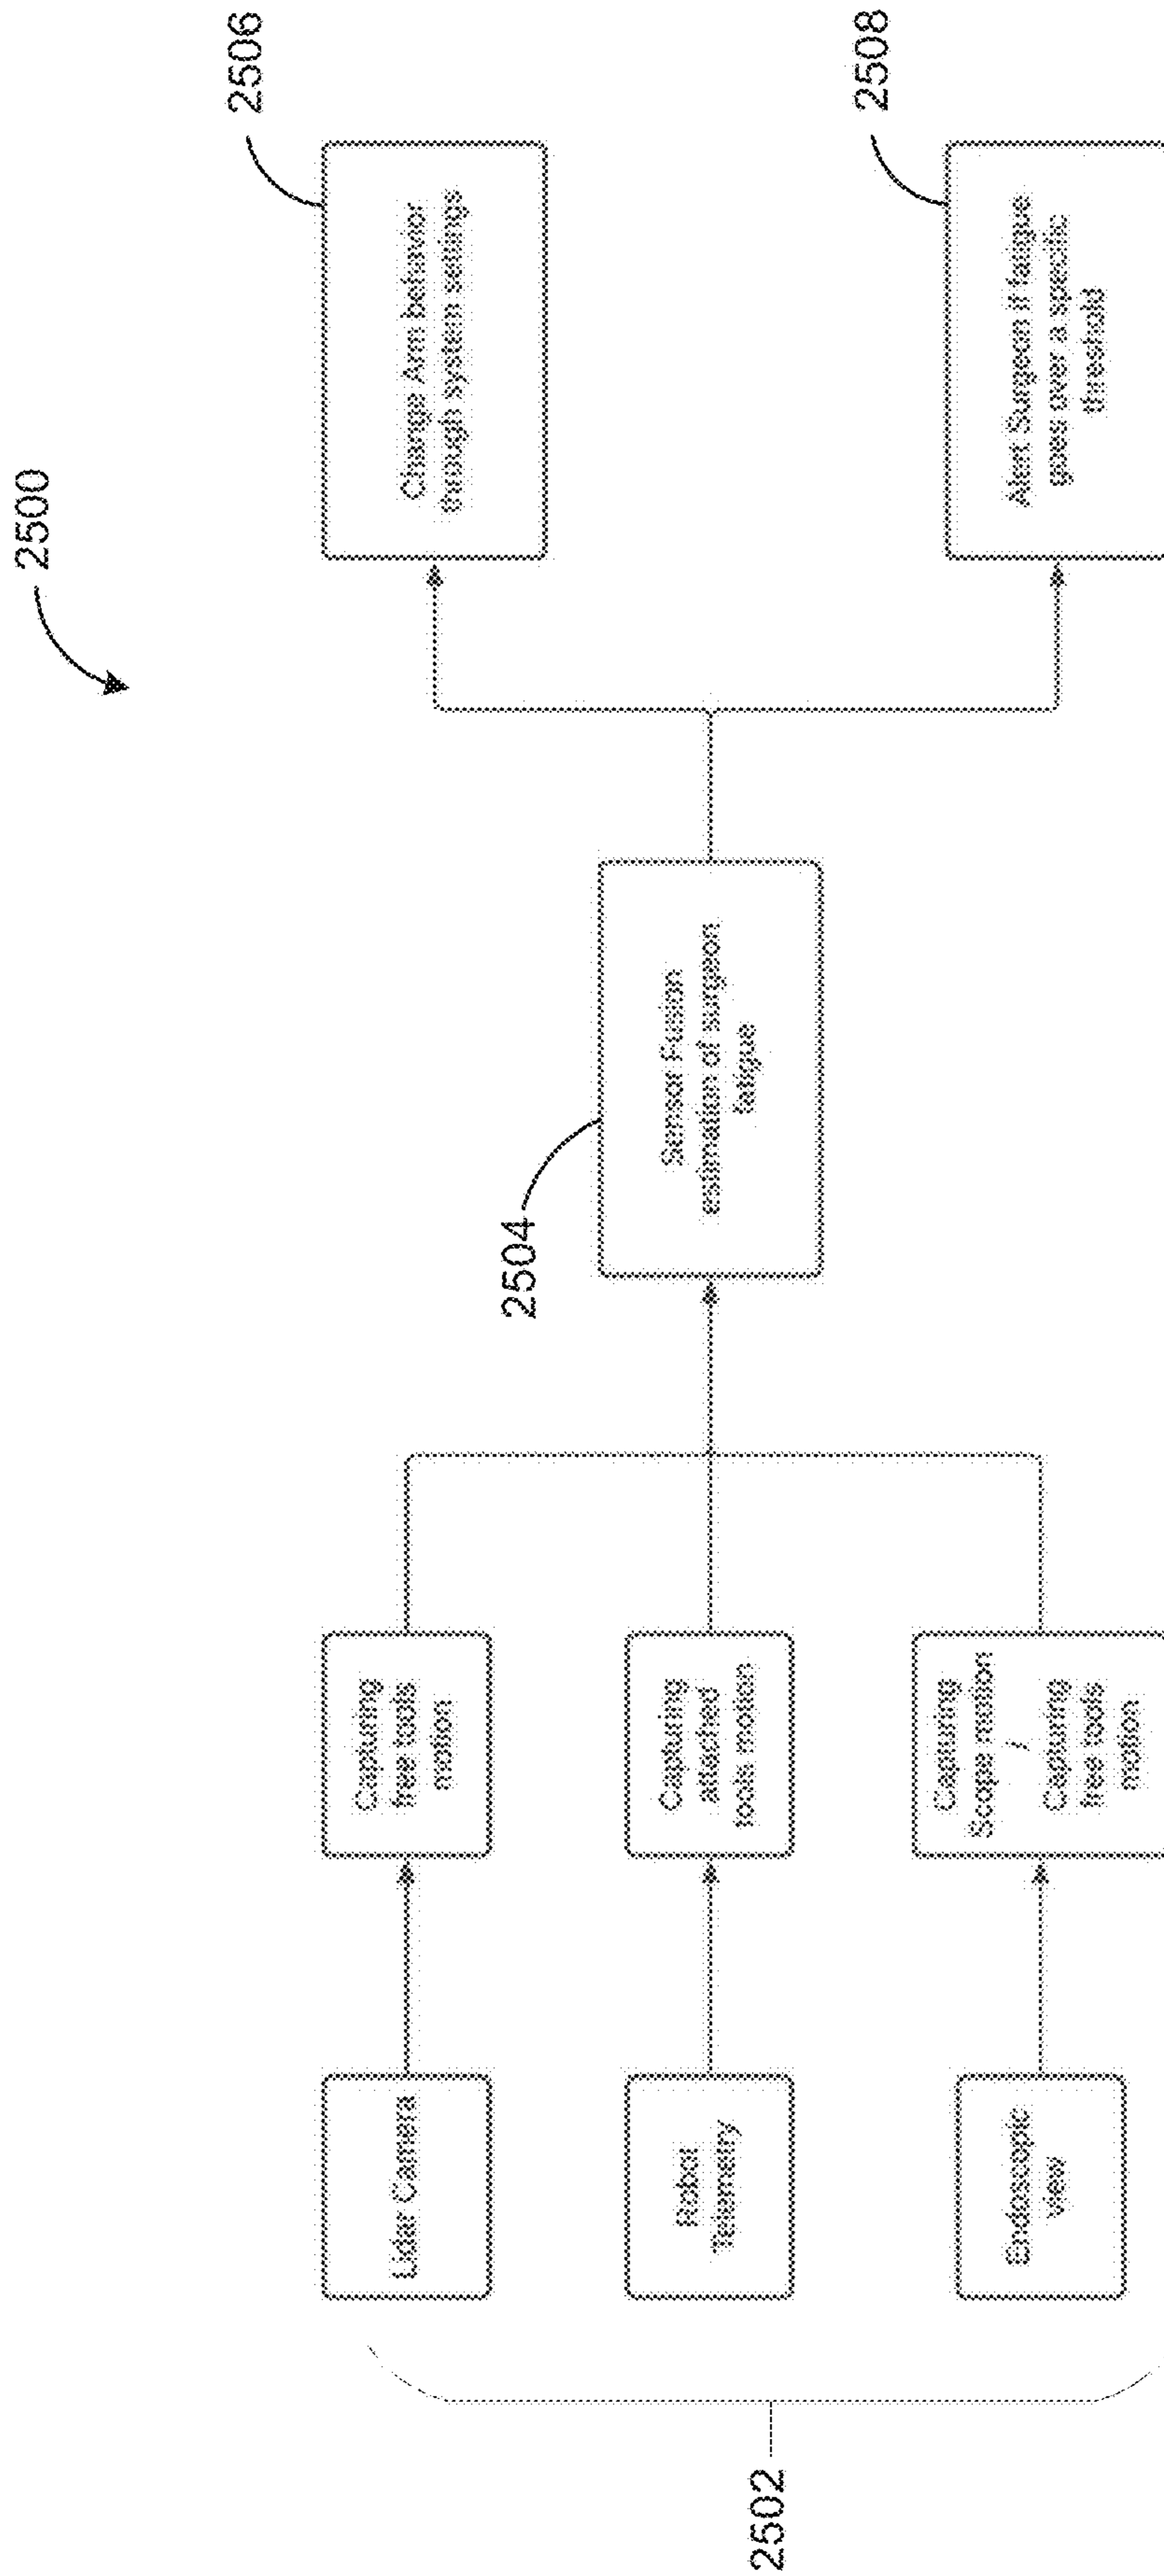 2500
2502
Lidar Camera
Capturing
free tools
motion
Robot
Telemetry
Capturing
attached
tools motion
Endoscopic
view
Capturing
Scope motion
/
Capturing
free tools
motion
2504
Sensor Fusion
estimation of surgeon
fatigue
2506
Change Arm behavior
through system settings
2508
Alert Surgeon if fatigue
goes over a specific
threshold